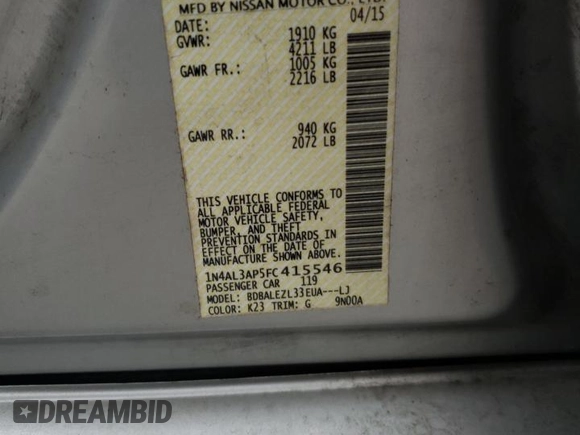 MFD BY NISSAN MOTOR CO., LTD.
DATE: 04/15
GVWR: 1910 KG
4211 LB
GAWR FR.: 1005 KG
2216 LB
GAWR RR.: 940 KG
2072 LB
THIS VEHICLE CONFORMS TO
ALL APPLICABLE FEDERAL
MOTOR VEHICLE SAFETY,
BUMPER, AND THEFT
PREVENTION STANDARDS IN
EFFECT ON THE DATE OF
MANUFACTURE SHOWN ABOVE.
1N4AL3AP5FC415546
PASSENGER CAR 119
MODEL: BDBALEZL33EUA---LJ
COLOR: K23 TRIM: G 9N00A
DREAMBID